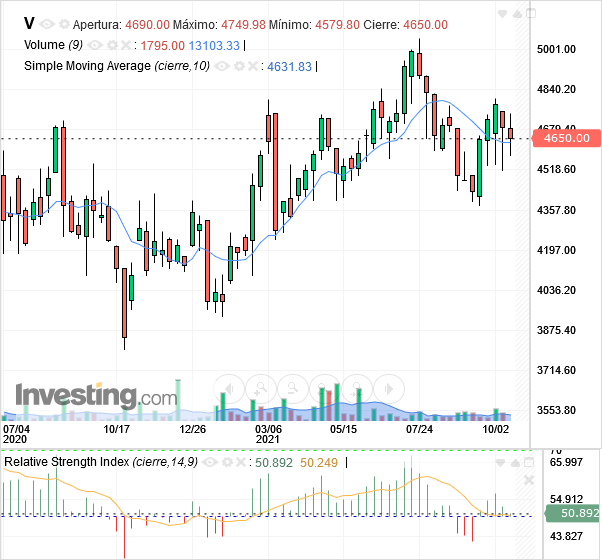 V Apertura: 4690.00 Máximo: 4749.98 Mínimo: 4579.80 Cierre: 4650.00
Volume (9) : 1795.00 13103.33 |
Simple Moving Average (cierre,10) : 4631.83 |
5001.00
4840.20
4679.40
4650.00
4518.60
4357.80
4197.00
4036.20
3875.40
3714.60
3553.80
Investing.com
07/04 10/17 12/26 03/06 05/15 07/24 10/02
2020 2021
70
Relative Strength Index (cierre,14,9) : 50.892 50.249 |
65.997
54.912
50.892
43.827